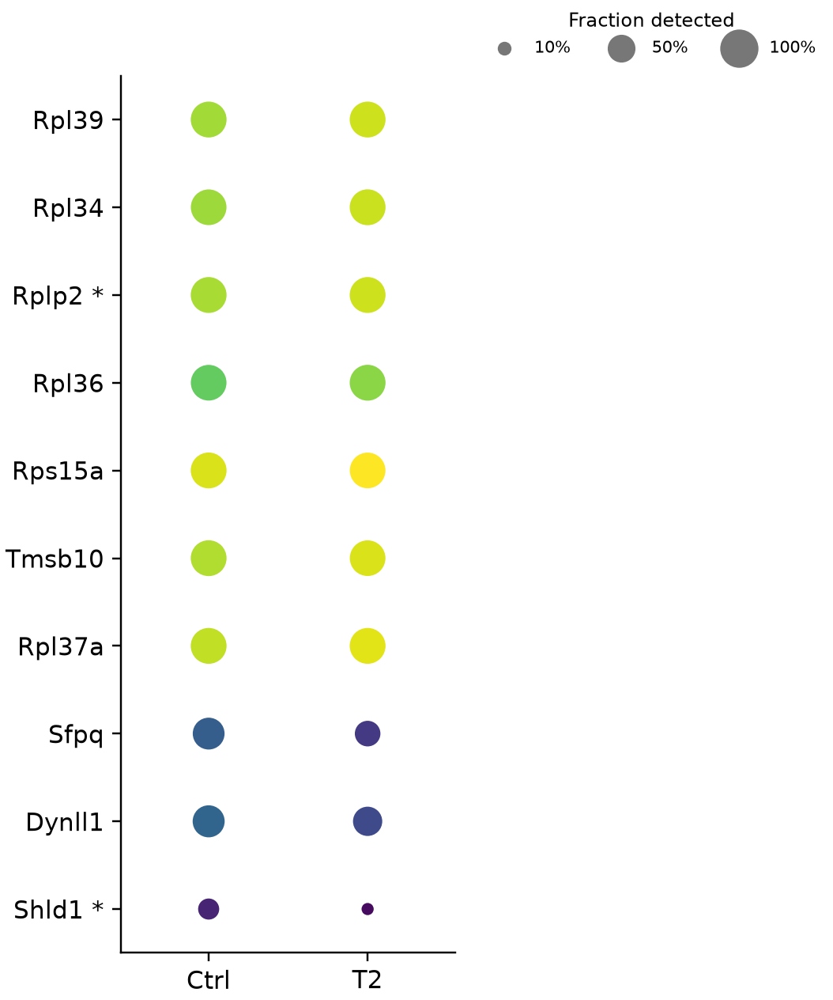 Fraction detected
10% 50% 100%
Rpl39
Rpl34
Rplp2 *
Rpl36
Rps15a
Tmsb10
Rpl37a
Sfpq
Dynll1
Shld1 *
Ctrl T2